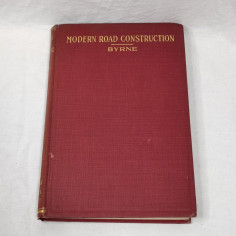 MODERN ROAD CONSTRUCTION
BYRNE